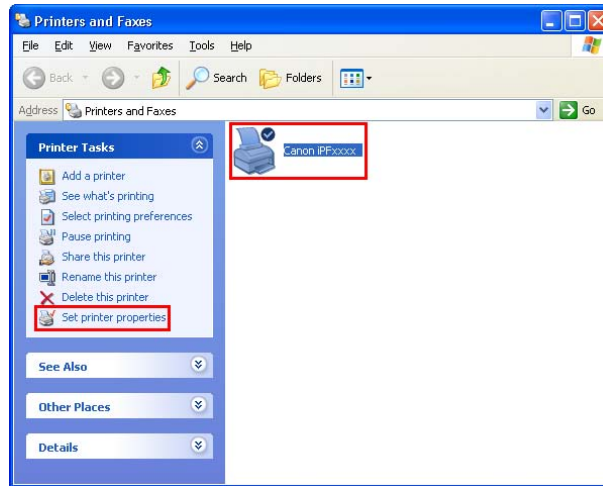 Printers and Faxes
File Edit View Favorites Tools Help
Back Search Folders
Address Printers and Faxes Go
Printer Tasks
Canon iPFxxxx
Add a printer
See what's printing
Select printing preferences
Pause printing
Share this printer
Rename this printer
Delete this printer
Set printer properties
See Also
Other Places
Details